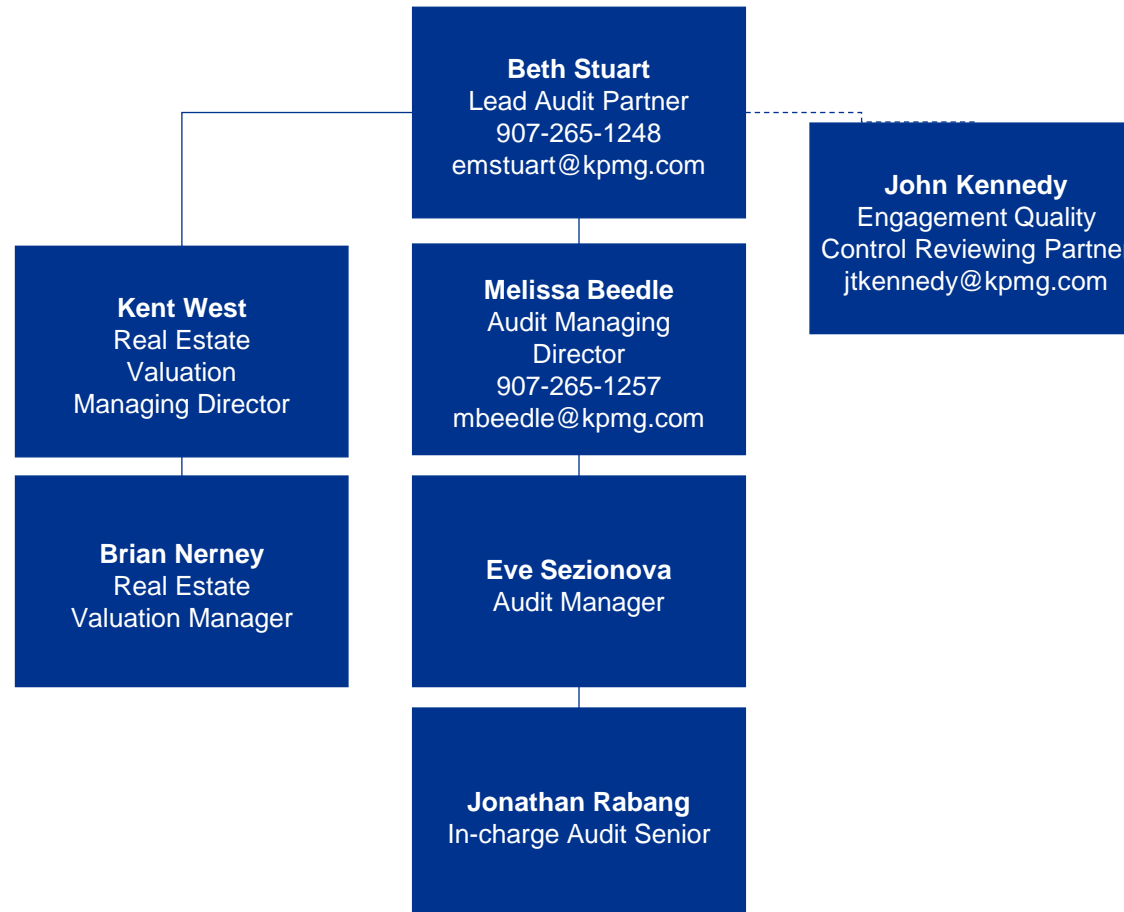 Beth Stuart
Lead Audit Partner
907-265-1248
emstuart@kpmg.com
John Kennedy
Engagement Quality
Control Reviewing Partner
jtkennedy@kpmg.com
Kent West
Real Estate
Valuation
Managing Director
Melissa Beedle
Audit Managing
Director
907-265-1257
mbeedle@kpmg.com
Brian Nerney
Real Estate
Valuation Manager
Eve Sezionova
Audit Manager
Jonathan Rabang
In-charge Audit Senior